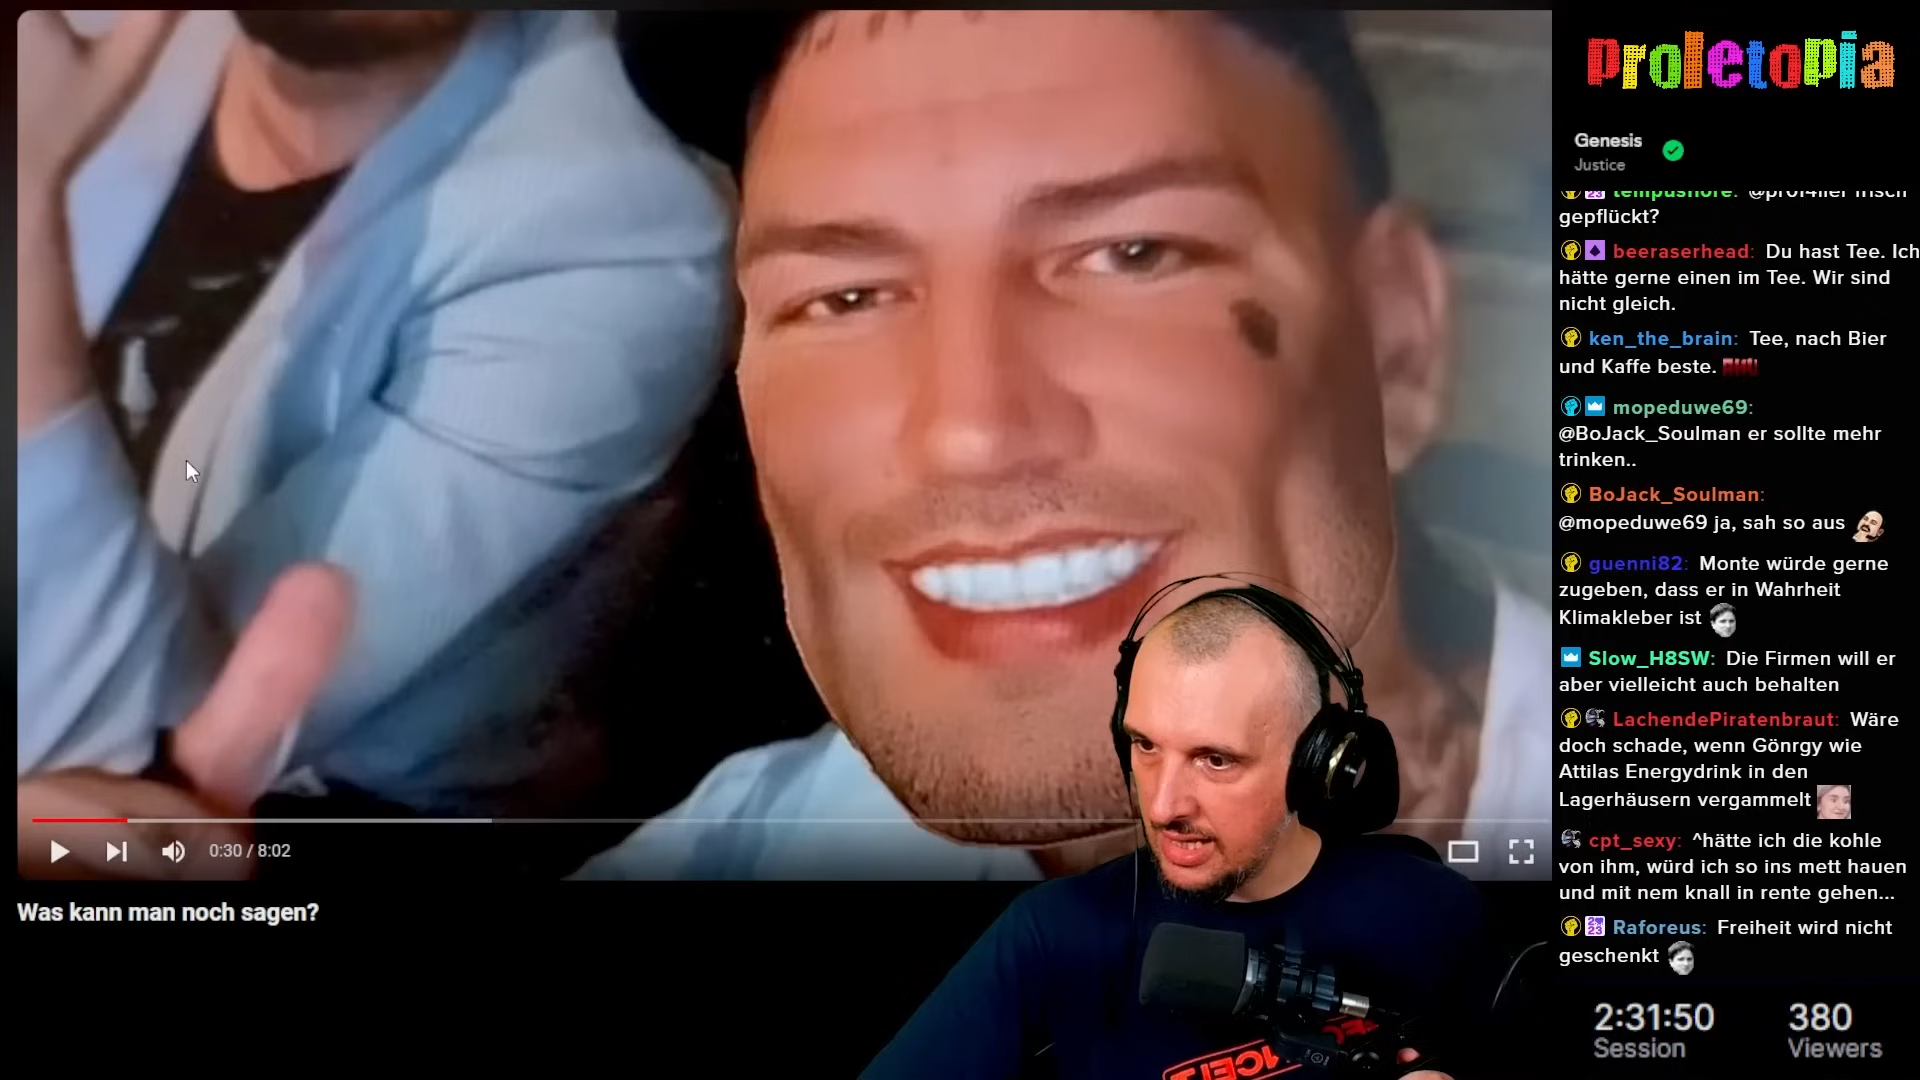 Proletopia
Genesis
Justice
gepflückt?
beeraserhead: Du hast Tee. Ich
hätte gerne einen im Tee. Wir sind
nicht gleich.
ken_the_brain: Tee, nach Bier
und Kaffe beste.
mopeduwe69:
@BoJack_Soulman er sollte mehr
trinken..
BoJack_Soulman:
@mopeduwe69 ja, sah so aus
guenni82: Monte würde gerne
zugeben, dass er in Wahrheit
Klimakleber ist
Slow_H8SW: Die Firmen will er
aber vielleicht auch behalten
LachendePiratenbraut: Wäre
doch schade, wenn Gönrgy wie
Attilas Energydrink in den
Lagerhäusern vergammelt
cpt_sexy: ^hätte ich die kohle
von ihm, würd ich so ins mett hauen
und mit nem knall in rente gehen...
Raforeus: Freiheit wird nicht
geschenkt
0:30 / 8:02
Was kann man noch sagen?
2:31:50
Session
380
Viewers